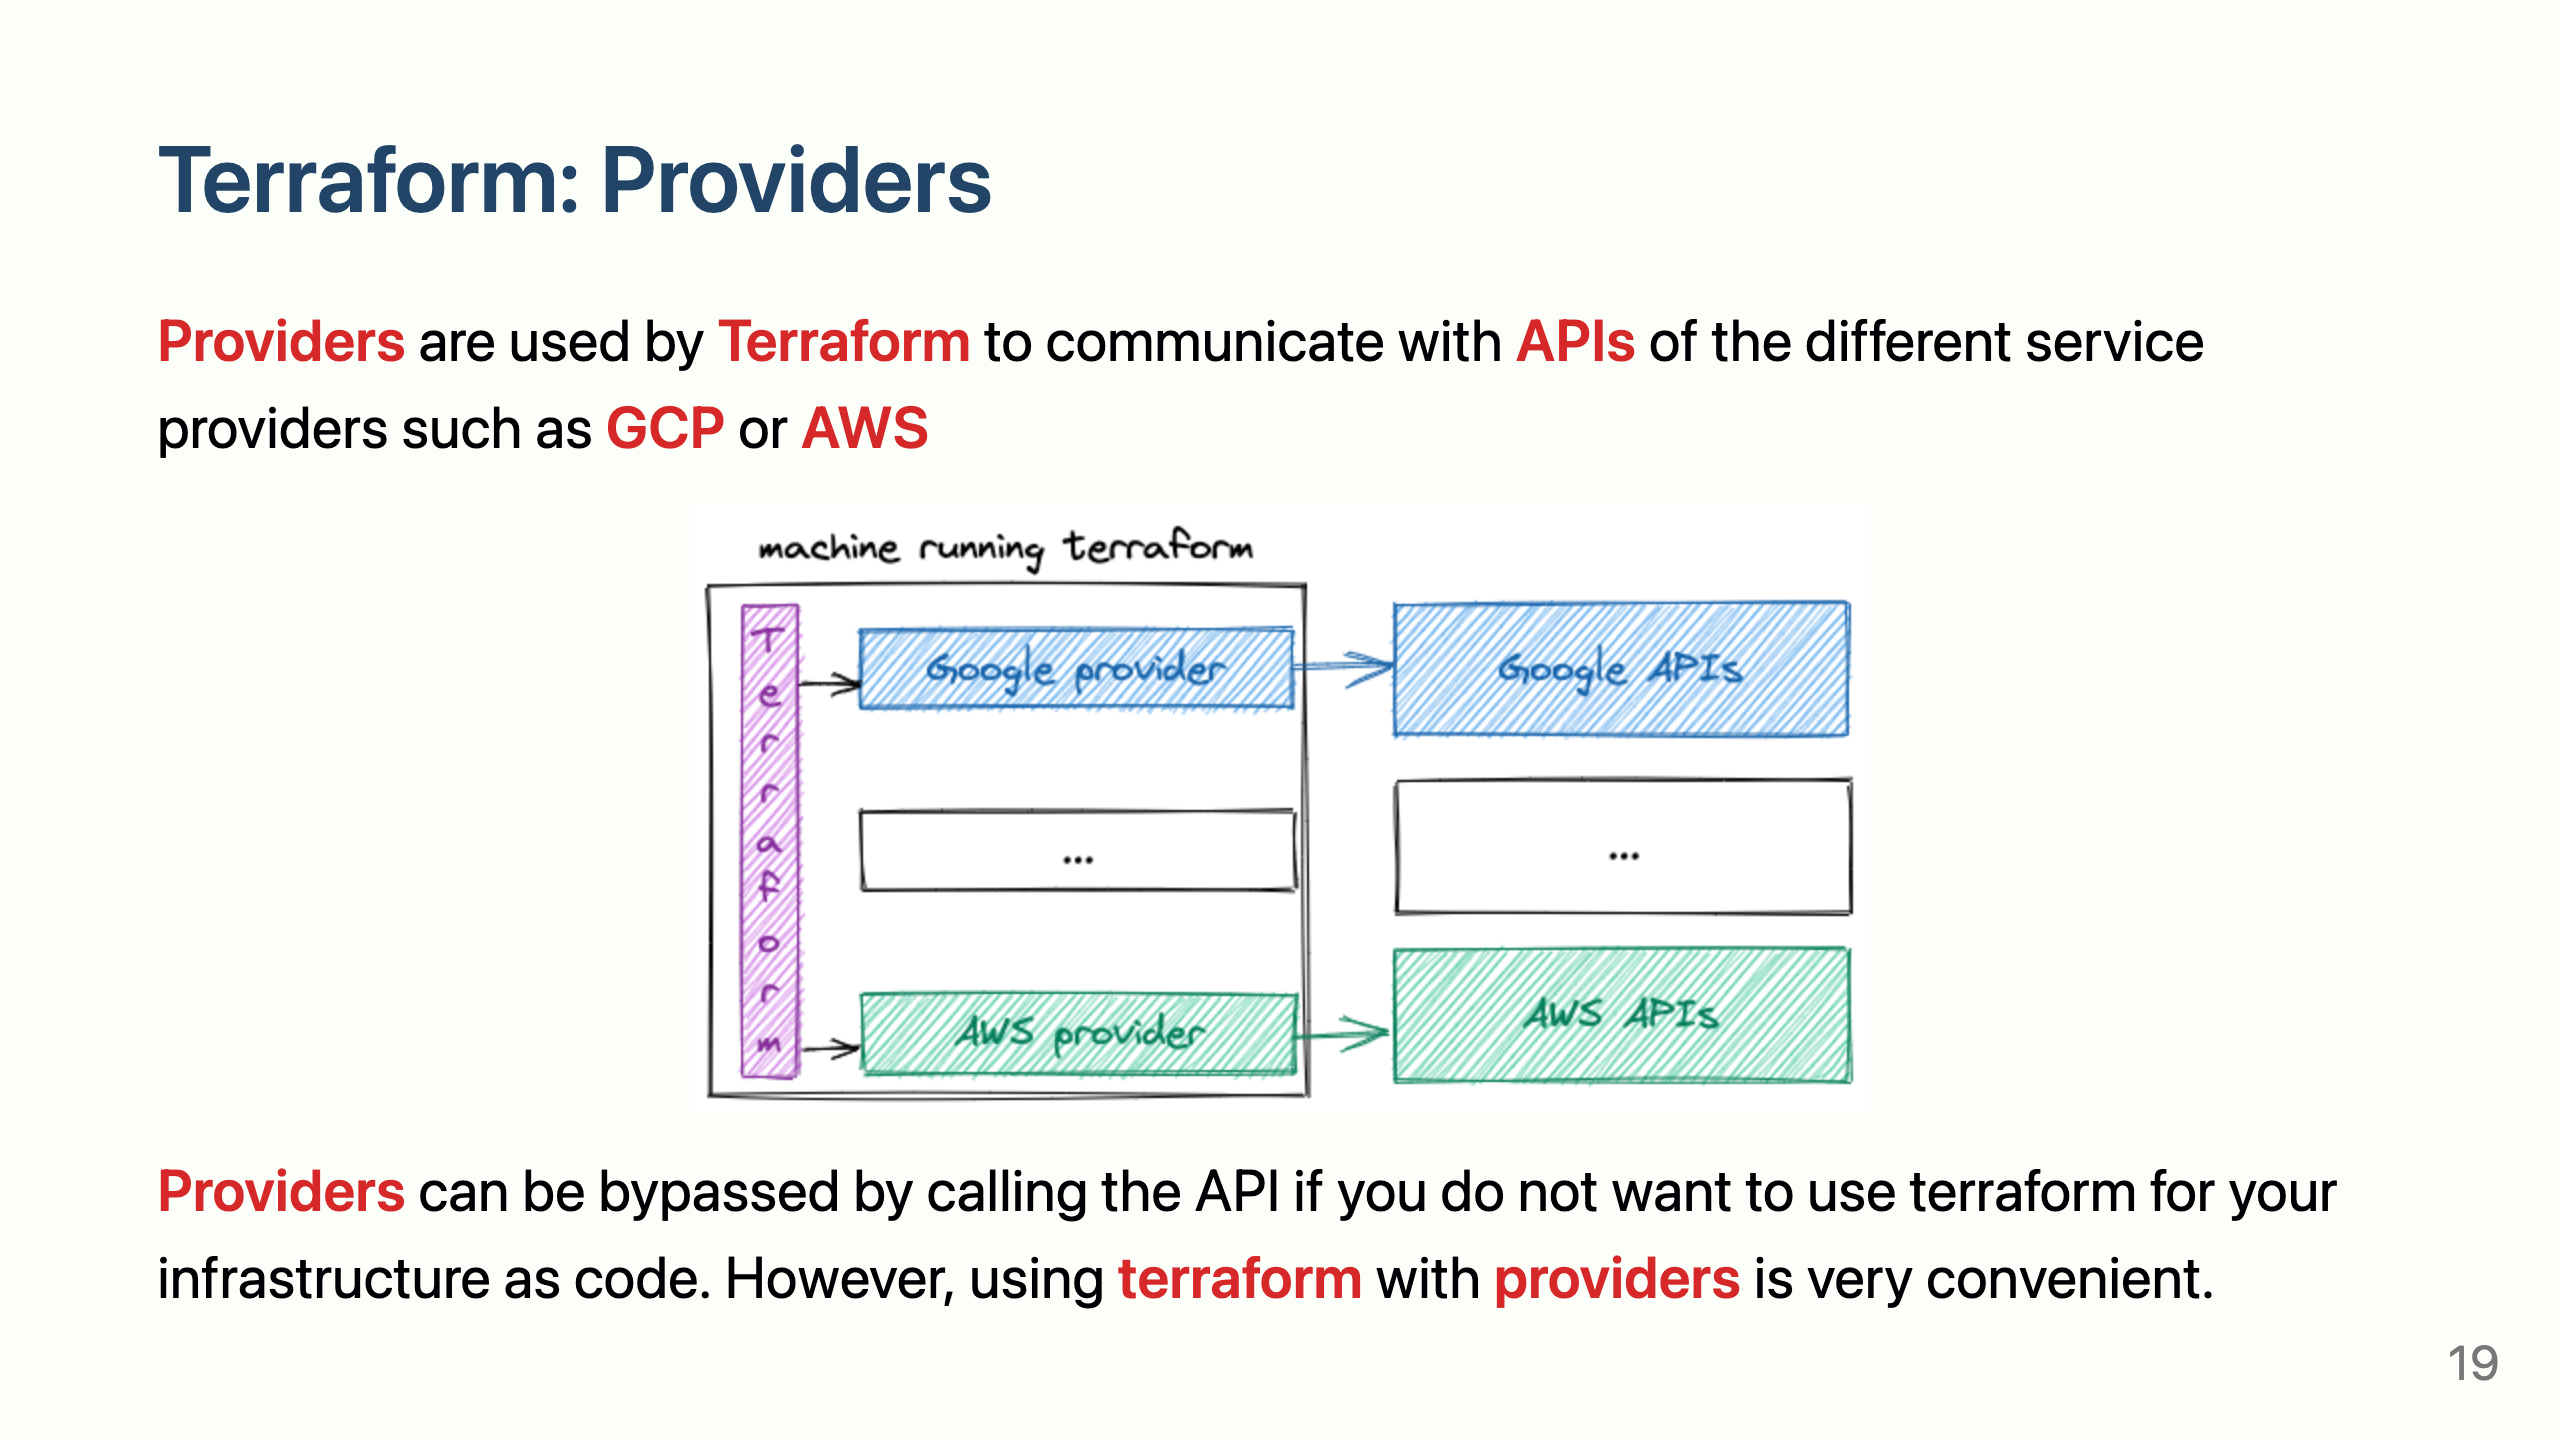 Terraform: Providers
Providers are used by Terraform to communicate with APIs of the different service
providers such as GCP or AWS
machine running terraform
Terraform
Google provider
Google APIs
...
...
AWS provider
AWS APIs
Providers can be bypassed by calling the API if you do not want to use terraform for your
infrastructure as code. However, using terraform with providers is very convenient.
19